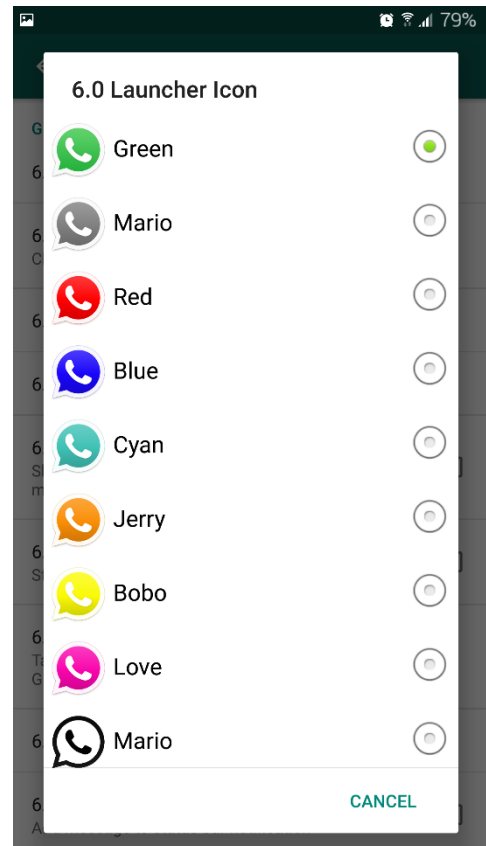 79%
6.0 Launcher Icon
Green
Mario
Red
Blue
Cyan
Jerry
Bobo
Love
Mario
CANCEL